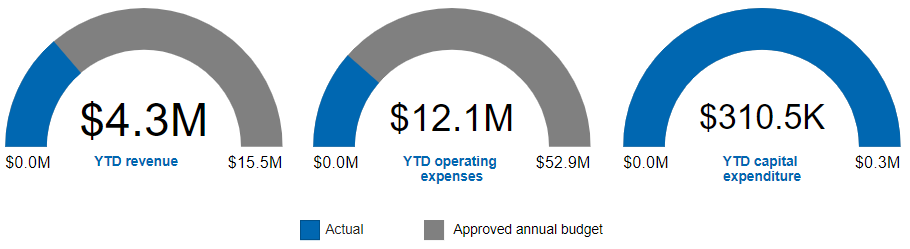 $4.3M
$0.0M
YTD revenue
$15.5M
$12.1M
$0.0M
YTD operating
expenses
$52.9M
$310.5K
$0.0M
YTD capital
expenditure
$0.3M
Actual
Approved annual budget